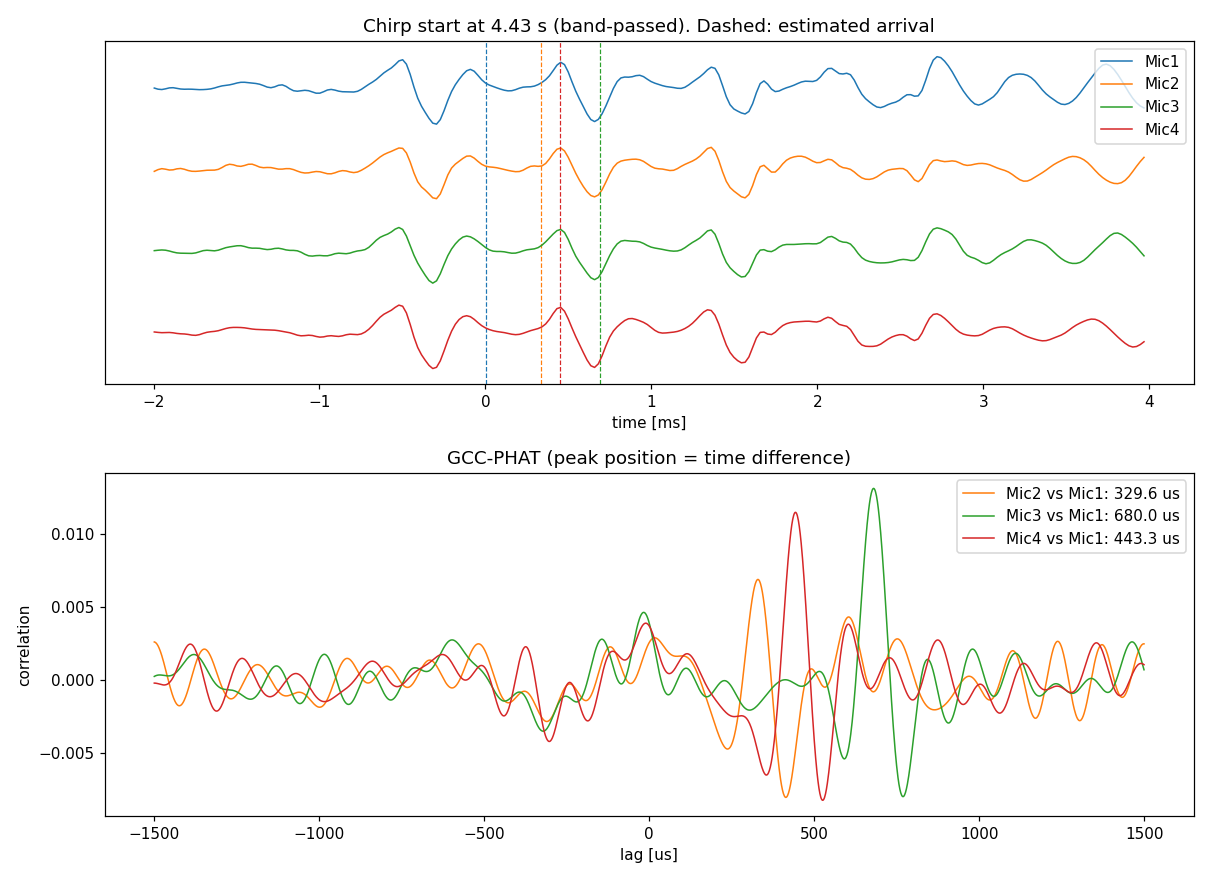 Chirp start at 4.43 s (band-passed). Dashed: estimated arrival
Mic1
Mic2
Mic3
Mic4
−2 −1 0 1 2 3 4
time [ms]
GCC-PHAT (peak position = time difference)
Mic2 vs Mic1: 329.6 us
Mic3 vs Mic1: 680.0 us
Mic4 vs Mic1: 443.3 us
0.010
0.005
0.000
−0.005
correlation
−1500 −1000 −500 0 500 1000 1500
lag [us]